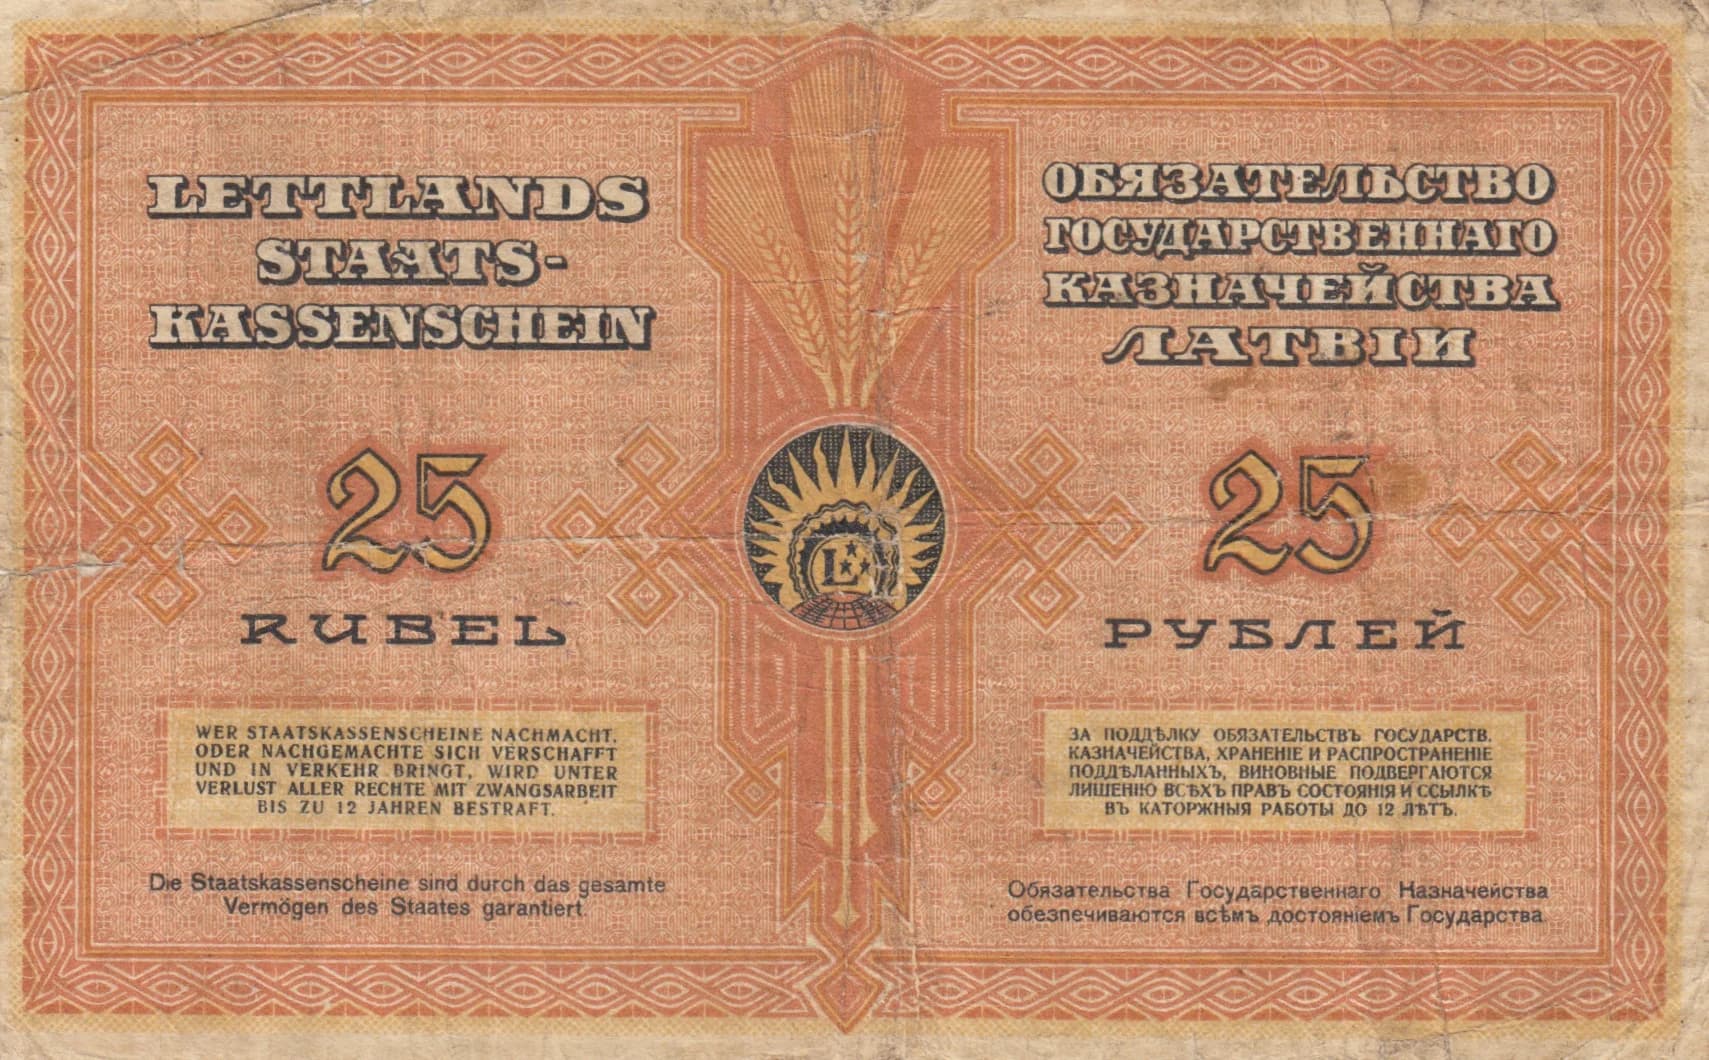 LETTLANDS
STAATS-
KASSENSCHEIN
25
RUBEL
WER STAATSKASSENSCHEINE NACHMACHT,
ODER NACHGEMACHTE SICH VERSCHAFFT
UND IN VERKEHR BRINGT, WIRD UNTER
VERLUST ALLER RECHTE MIT ZWANGSARBEIT
BIS ZU 12 JAHREN BESTRAFT.
Die Staatskassenscheine sind durch das gesamte
Vermögen des Staates garantiert.
L
ОБЯЗАТЕЛЬСТВО
ГОСУДАРСТВЕННАГО
КАЗНАЧЕЙСТВА
ЛАТВІИ
25
РУБЛЕЙ
ЗА ПОДДѢЛКУ ОБЯЗАТЕЛЬСТВЪ ГОСУДАРСТВ.
КАЗНАЧЕЙСТВА, ХРАНЕНІЕ И РАСПРОСТРАНЕНІЕ
ПОДДѢЛАННЫХЪ, ВИНОВНЫЕ ПОДВЕРГАЮТСЯ
ЛИШЕНІЮ ВСѢХЪ ПРАВЪ СОСТОЯНІЯ И ССЫЛКѢ
ВЪ КАТОРЖНЫЯ РАБОТЫ ДО 12 ЛѢТЪ.
Обязательства Государственнаго Казначейства
обезпечиваются всѣмъ достояніемъ Государства.